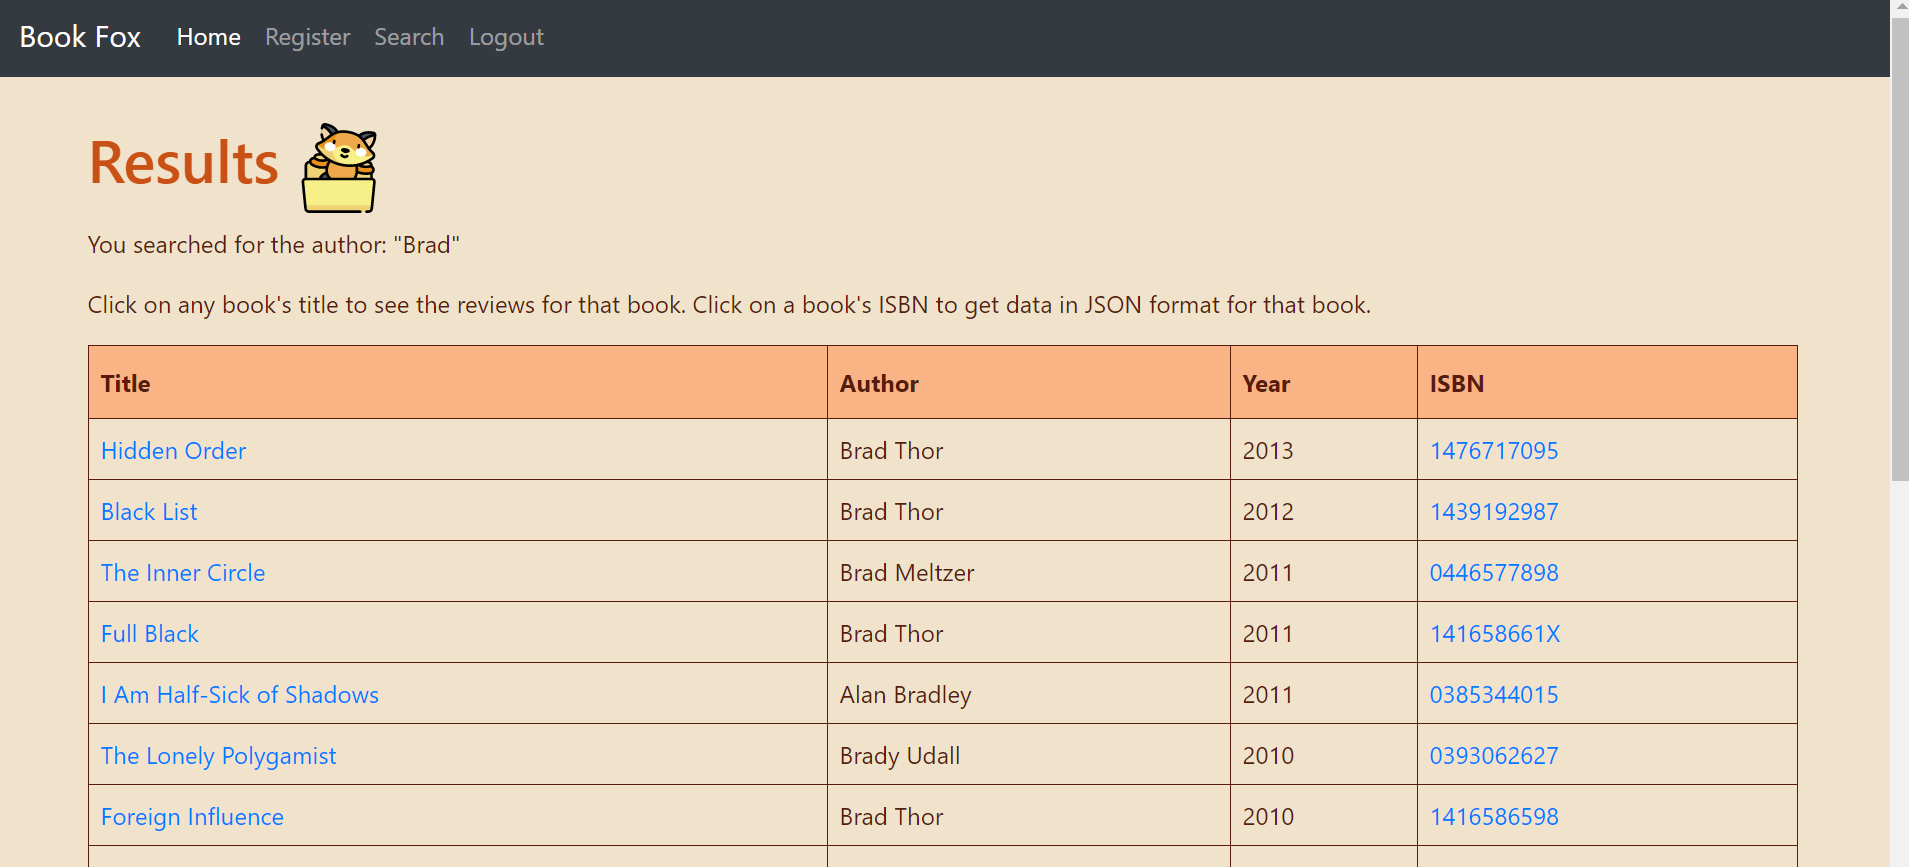 Book Fox Home Register Search Logout
Results
You searched for the author: "Brad"
Click on any book's title to see the reviews for that book. Click on a book's ISBN to get data in JSON format for that book.
Title Author Year ISBN
Hidden Order Brad Thor 2013 1476717095
Black List Brad Thor 2012 1439192987
The Inner Circle Brad Meltzer 2011 0446577898
Full Black Brad Thor 2011 141658661X
I Am Half-Sick of Shadows Alan Bradley 2011 0385344015
The Lonely Polygamist Brady Udall 2010 0393062627
Foreign Influence Brad Thor 2010 1416586598